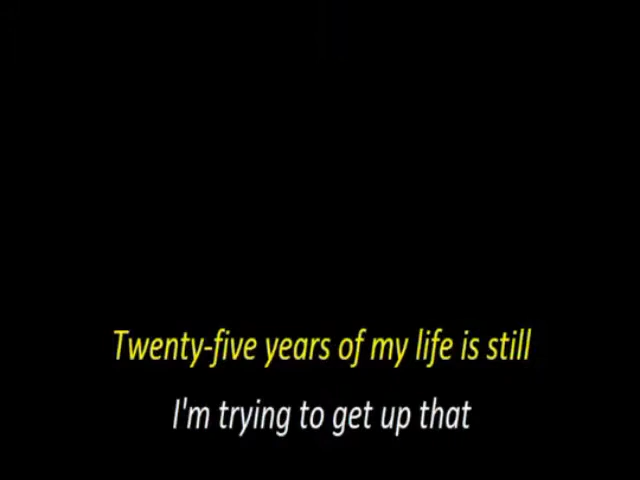 Twenty-five years of my life is still
I'm trying to get up that